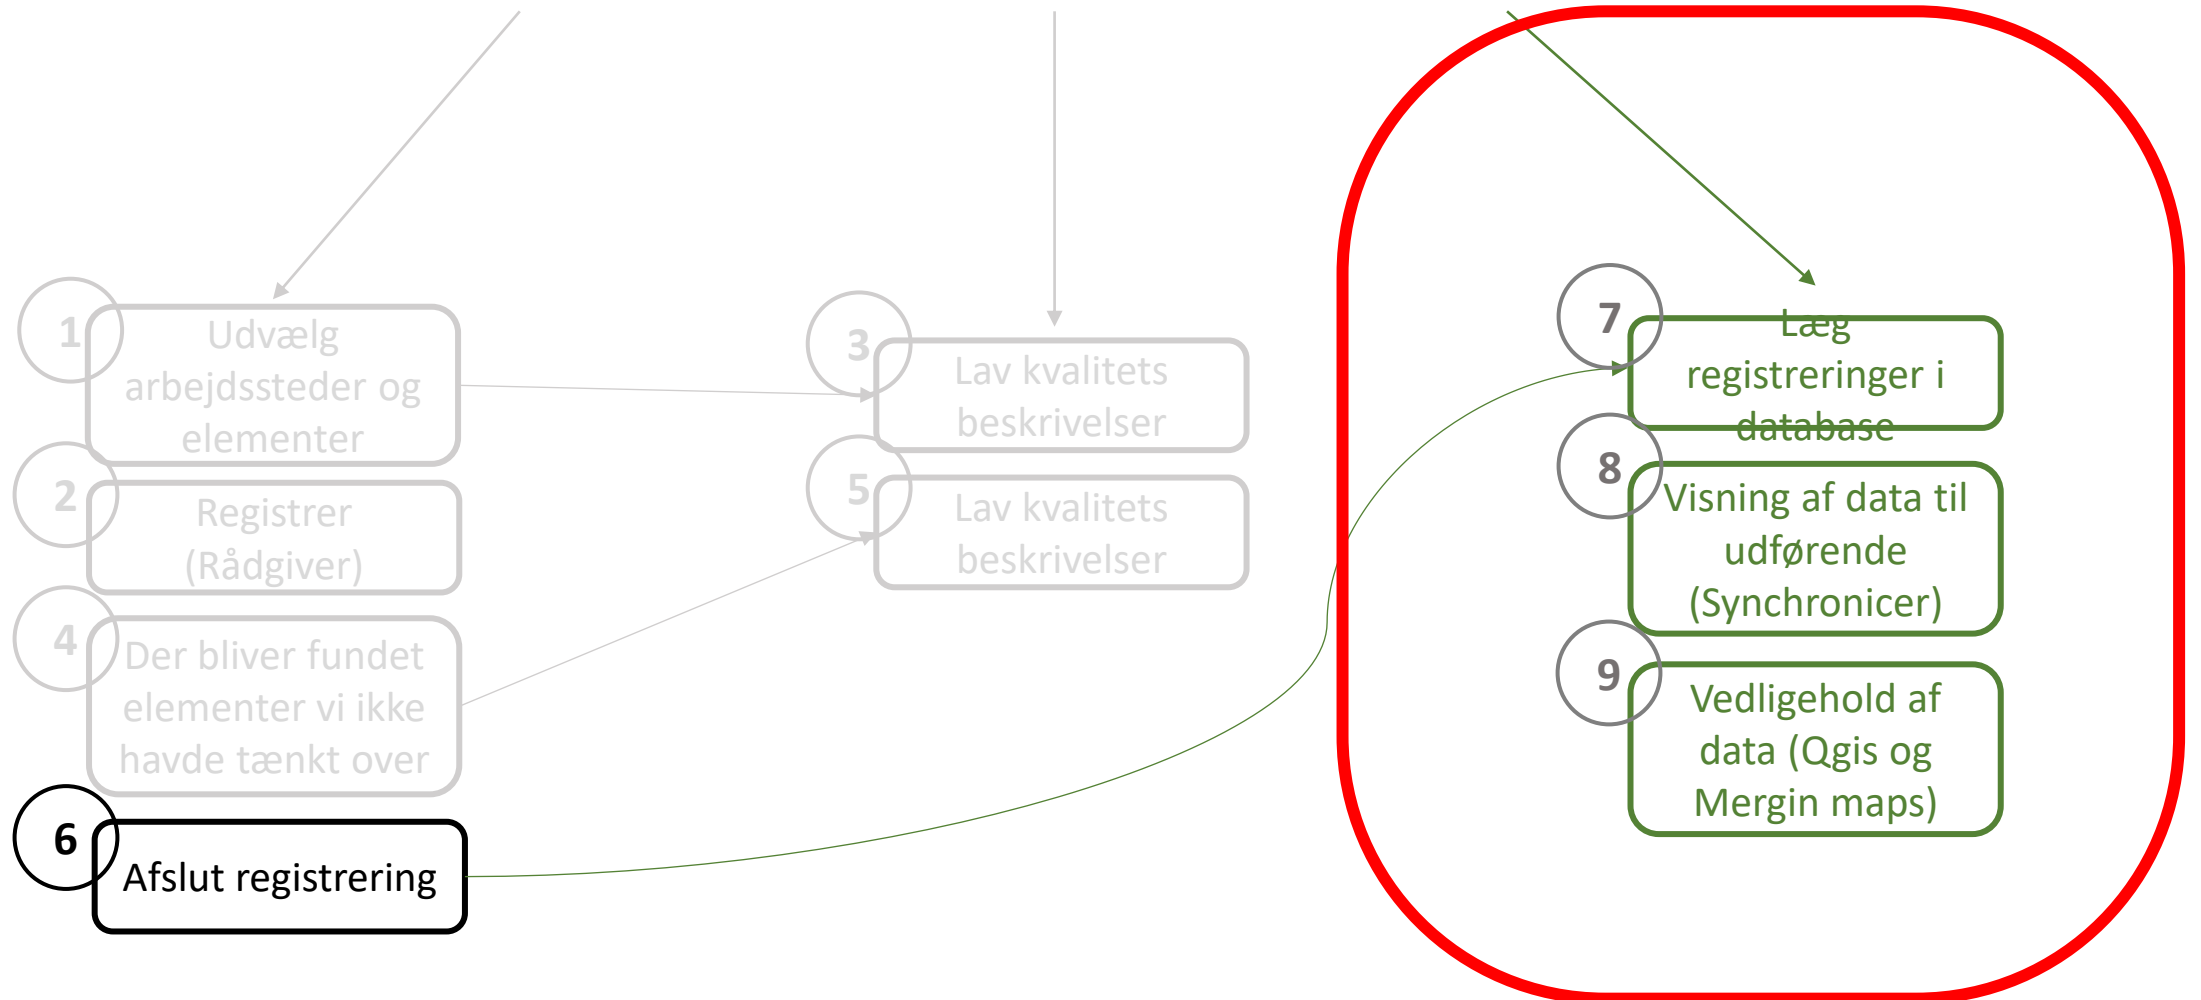 1
Udvælg
arbejdssteder og
elementer
2
Registrer
(Rådgiver)
4
Der bliver fundet
elementer vi ikke
havde tænkt over
6
Afslut registrering
3
Lav kvalitets
beskrivelser
5
Lav kvalitets
beskrivelser
7
Læg
registreringer i
database
8
Visning af data til
udførende
(Synchronicer)
9
Vedligehold af
data (Qgis og
Mergin maps)